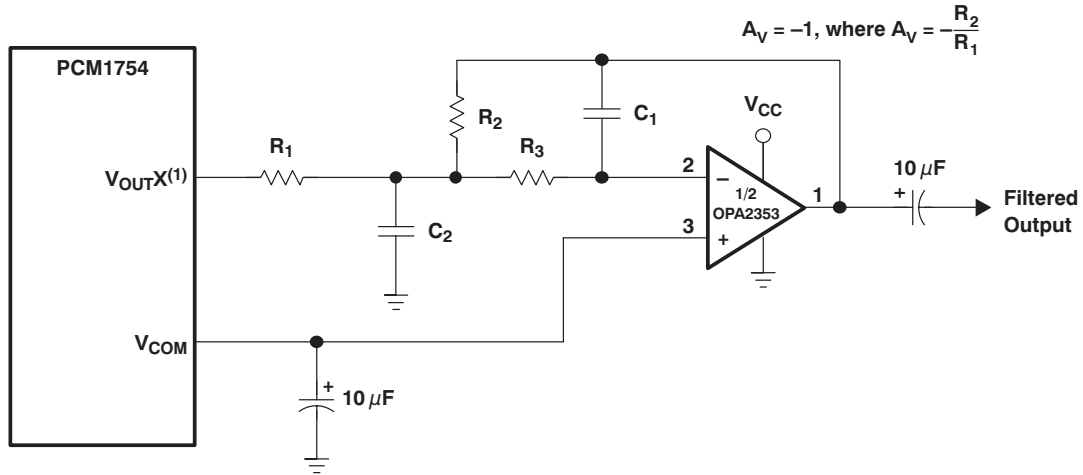 A_V = –1, where A_V = –R_2/R_1
PCM1754
V_CC
R_2
C_1
R_1
R_3
V_OUTX(1)
2
–
1/2
OPA2353
1
10 μF
+
Filtered
Output
C_2
3
+
V_COM
+
10 μF